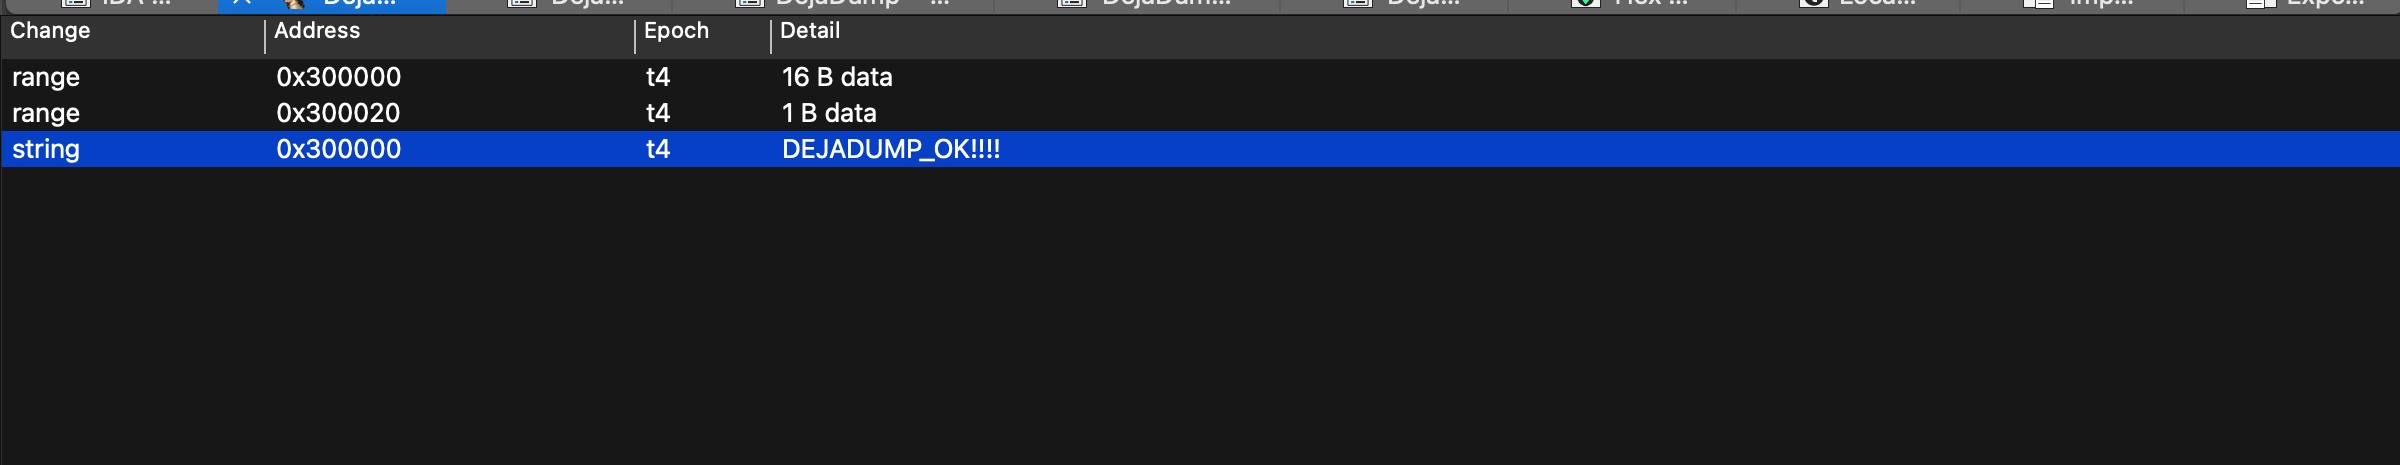 Change Address Epoch Detail
range 0x300000 t4 16 B data
range 0x300020 t4 1 B data
string 0x300000 t4 DEJADUMP_OK!!!!